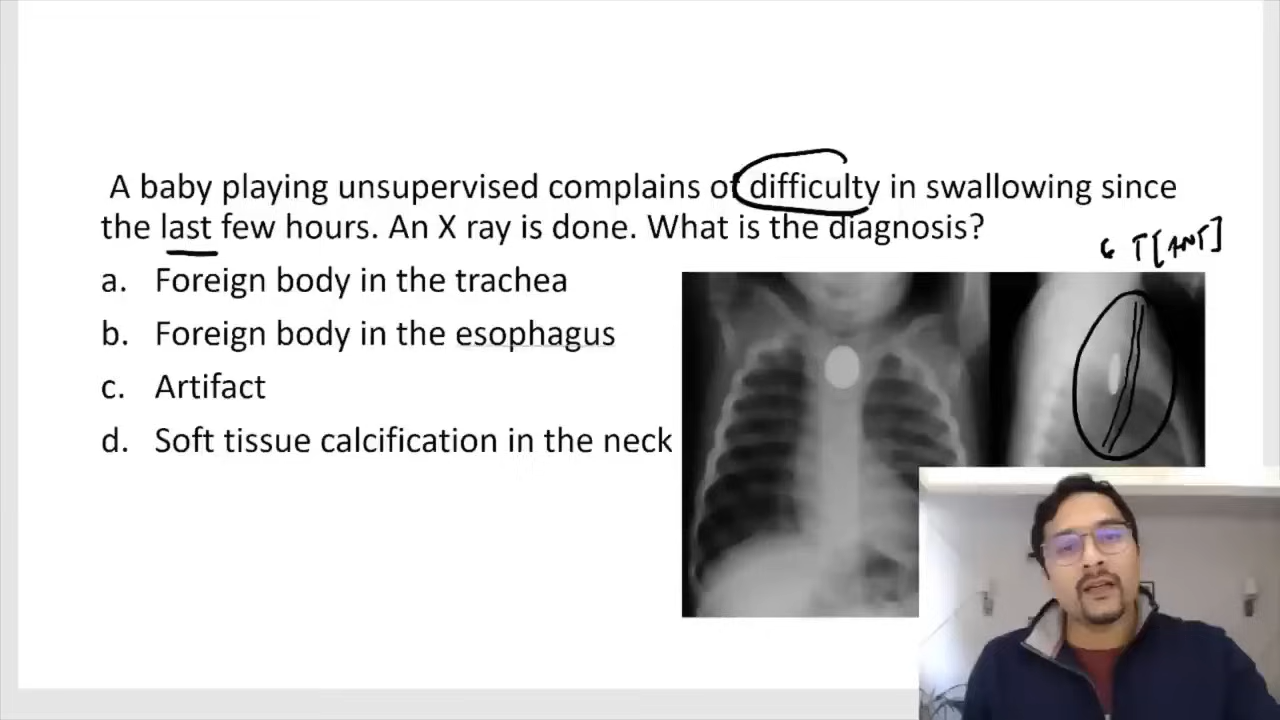 A baby playing unsupervised complains of difficulty in swallowing since
the last few hours. An X ray is done. What is the diagnosis?
a. Foreign body in the trachea
b. Foreign body in the esophagus
c. Artifact
d. Soft tissue calcification in the neck
T[ANT]